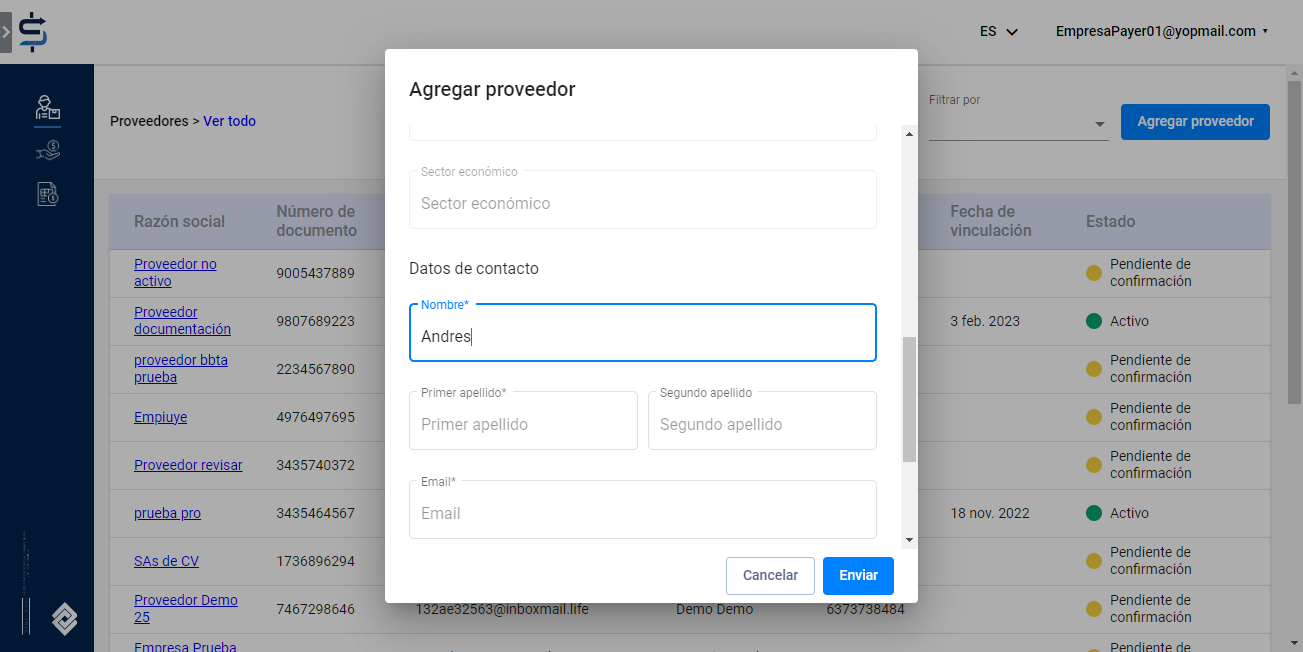 ES
EmpresaPayer01@yopmail.com
Agregar proveedor
Proveedores > Ver todo
Filtrar por
Agregar proveedor
Sector económico
Sector económico
Datos de contacto
Nombre*
Andres
Primer apellido*
Primer apellido
Segundo apellido
Segundo apellido
Email*
Email
Cancelar
Enviar
Razón social
Número de
documento
Fecha de
vinculación
Estado
Proveedor no
activo
9005437889
Pendiente de
confirmación
Proveedor
documentación
9807689223
3 feb. 2023
Activo
proveedor bbta
prueba
2234567890
Pendiente de
confirmación
Empiuye
4976497695
Pendiente de
confirmación
Proveedor revisar
3435740372
Pendiente de
confirmación
prueba pro
3435464567
18 nov. 2022
Activo
SAs de CV
1736896294
Pendiente de
confirmación
Proveedor Demo
25
7467298646
132ae32563@inboxmail.life
Demo Demo
6373738484
Pendiente de
confirmación
Empresa Prueba
Pendiente de